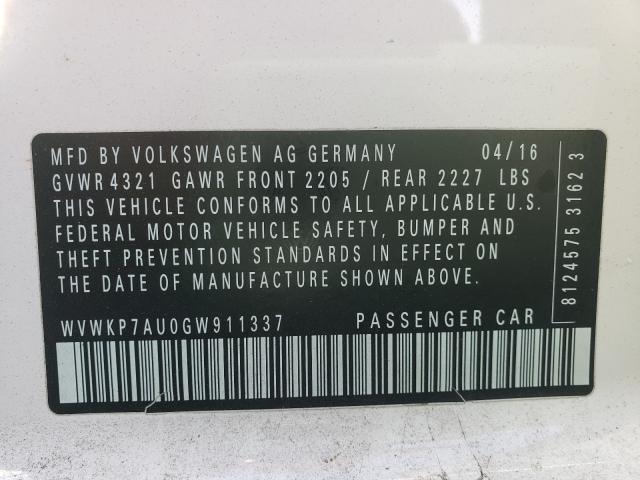 MFD BY VOLKSWAGEN AG GERMANY 04/16
GVWR 4321 GAWR FRONT 2205 / REAR 2227 LBS
THIS VEHICLE CONFORMS TO ALL APPLICABLE U.S.
FEDERAL MOTOR VEHICLE SAFETY, BUMPER AND
THEFT PREVENTION STANDARDS IN EFFECT ON
THE DATE OF MANUFACTURE SHOWN ABOVE.
WVWKP7AU0GW911337 PASSENGER CAR
8124575 3162 3